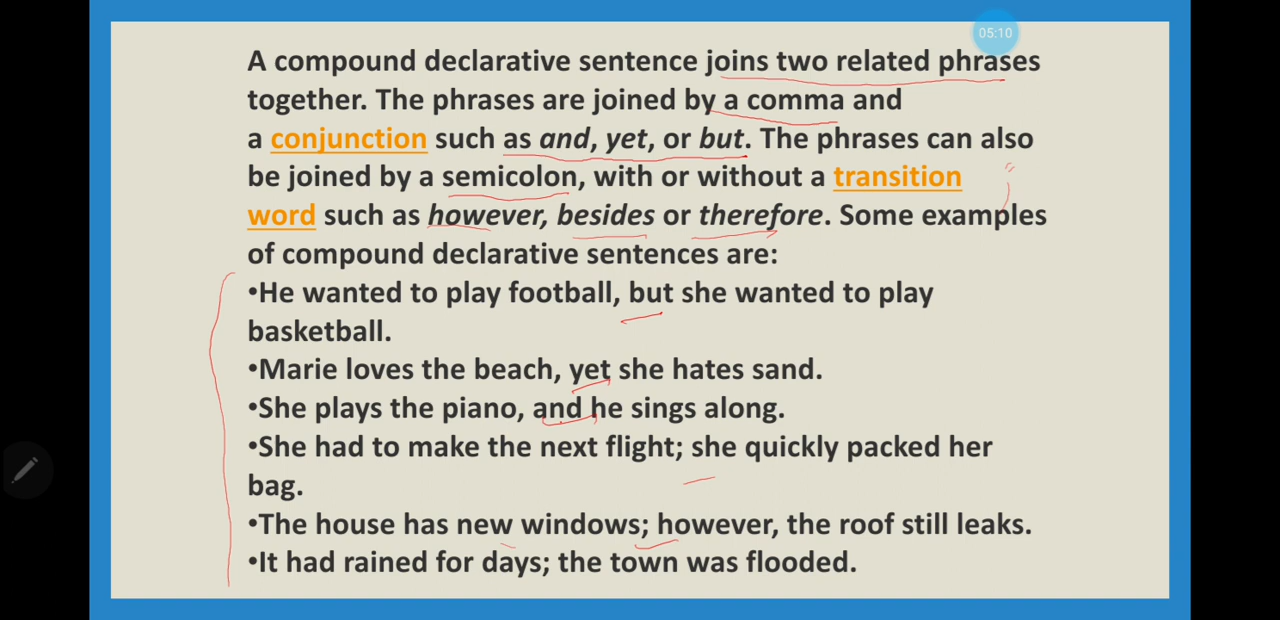 05:10
A compound declarative sentence joins two related phrases
together. The phrases are joined by a comma and
a conjunction such as and, yet, or but. The phrases can also
be joined by a semicolon, with or without a transition
word such as however, besides or therefore. Some examples
of compound declarative sentences are:
•He wanted to play football, but she wanted to play
basketball.
•Marie loves the beach, yet she hates sand.
•She plays the piano, and he sings along.
•She had to make the next flight; she quickly packed her
bag.
•The house has new windows; however, the roof still leaks.
•It had rained for days; the town was flooded.